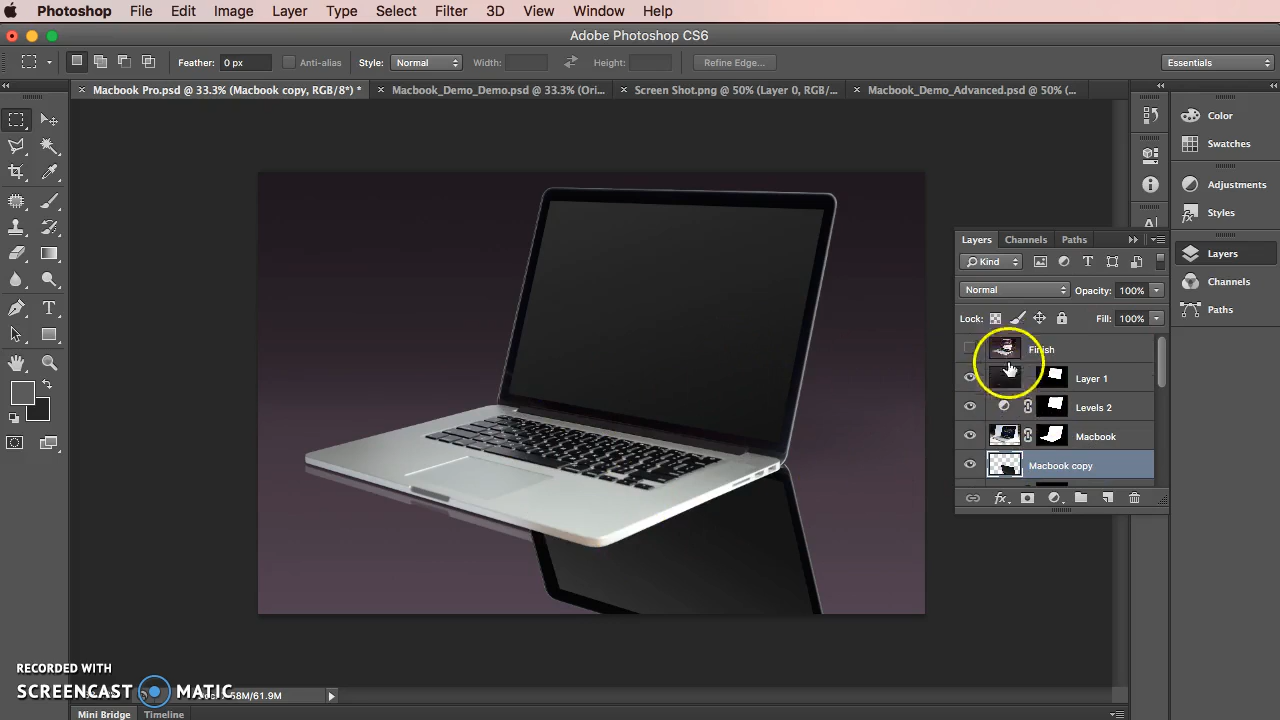 Photoshop File Edit Image Layer Type Select Filter 3D View Window Help
Adobe Photoshop CS6
Feather: 0 px Anti-alias Style: Normal Width: Height: Refine Edge... Essentials
Macbook Pro.psd @ 33.3% (Macbook copy, RGB/8*) * Macbook_Demo_Demo.psd @ 33.3% (Ori... Screen Shot.png @ 50% (Layer 0, RGB/... Macbook_Demo_Advanced.psd @ 50% (...
Color
Swatches
Adjustments
Styles
Layers
Channels
Paths
Layers Channels Paths
Kind
Normal Opacity: 100%
Lock: Fill: 100%
Finish
Layer 1
Levels 2
Macbook
Macbook copy
fx
RECORDED WITH
SCREENCAST MATIC
58M/61.9M
Mini Bridge Timeline